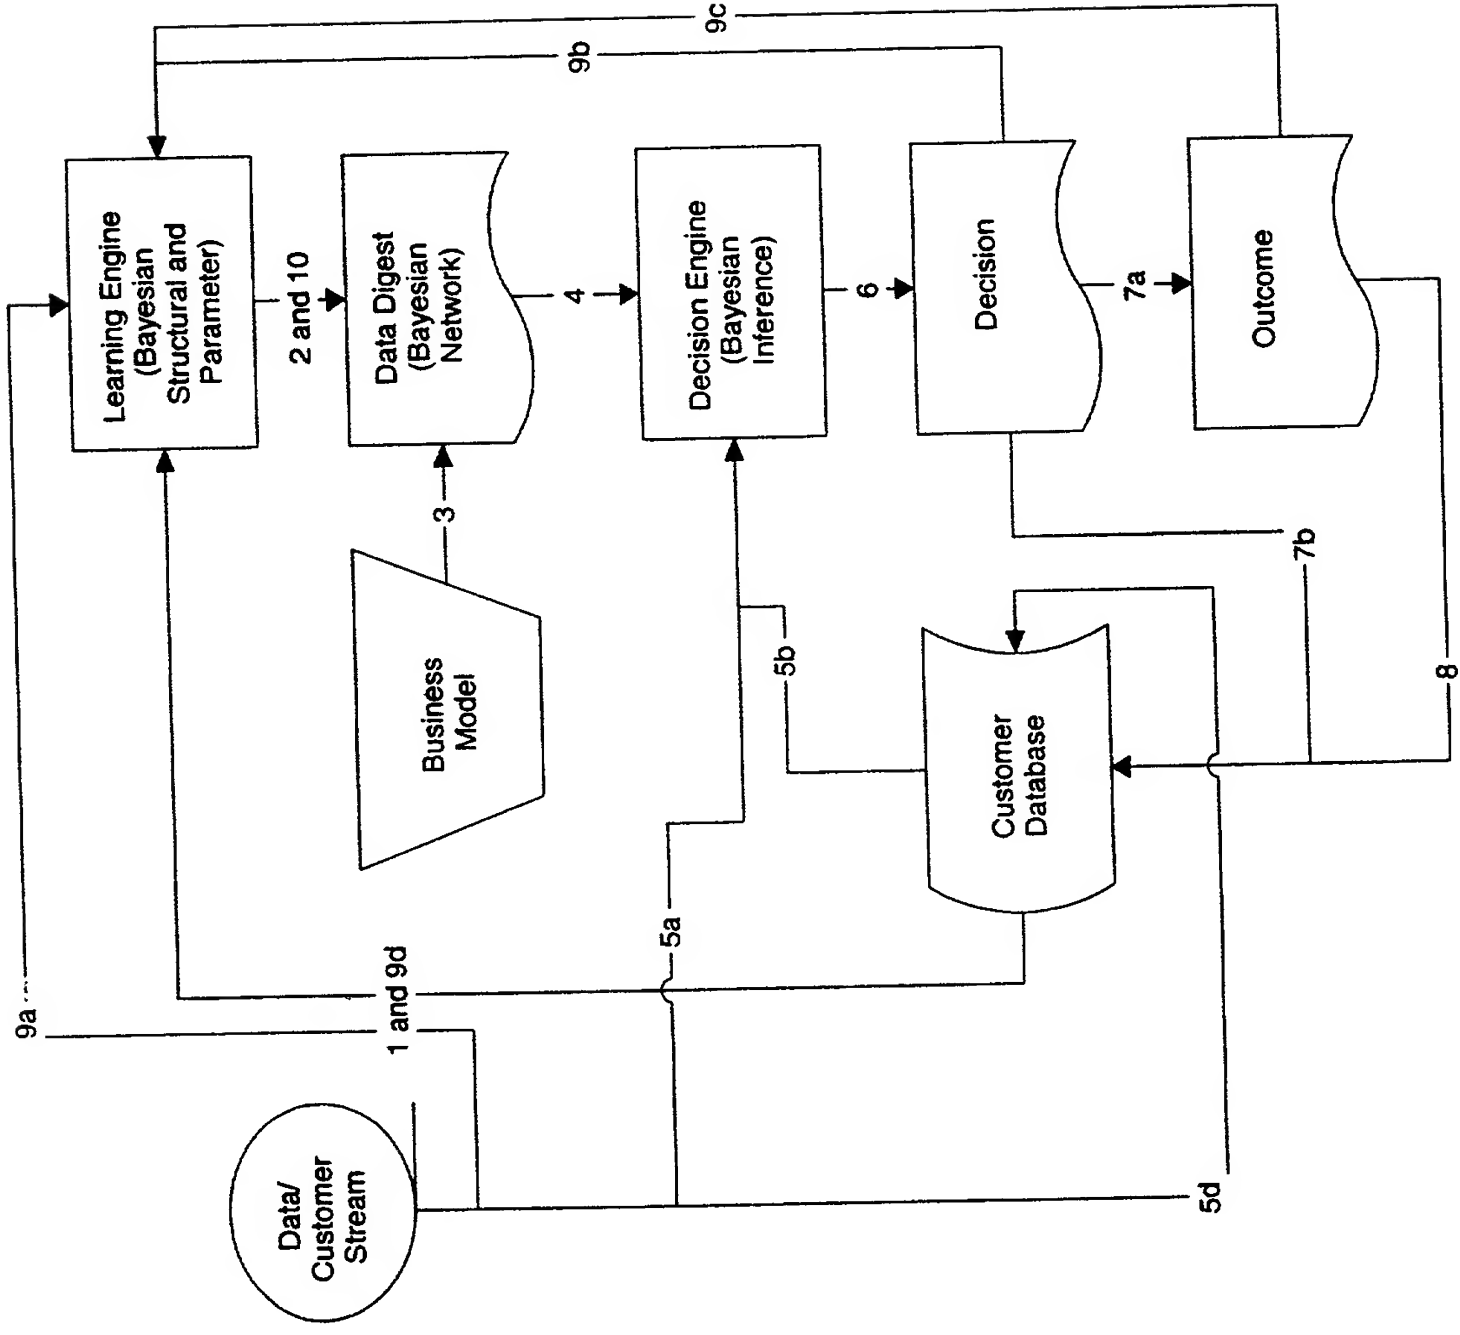 9c
9b
Learning Engine
(Bayesian
Structural and
Parameter)
2 and 10
Data Digest
(Bayesian
Network)
4
Decision Engine
(Bayesian
Inference)
6
Decision
7a
Outcome
3
Business
Model
5b
7b
8
Customer
Database
5a
1 and 9d
9a
Data/
Customer
Stream
5d